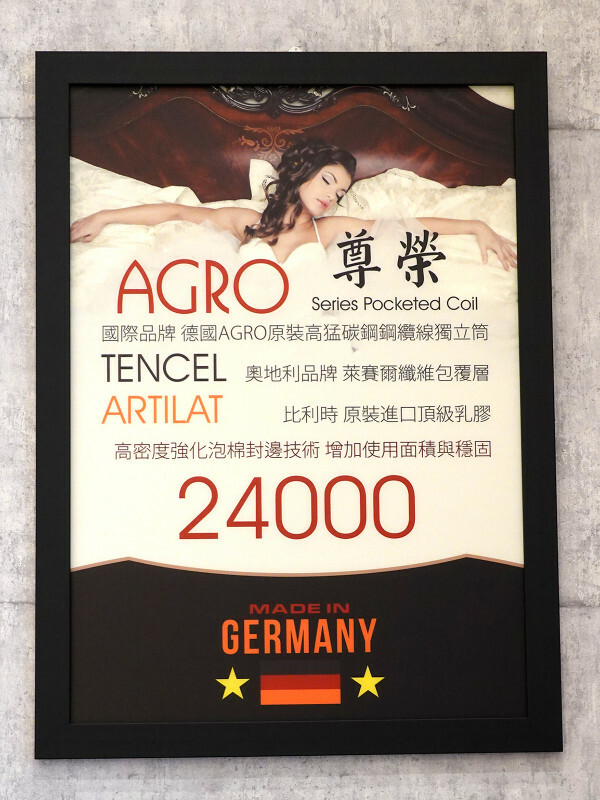 AGRO 尊榮
Series Pocketed Coil
國際品牌 德國AGRO原裝高猛碳鋼鋼纜線獨立筒
TENCEL 奧地利品牌 萊賽爾纖維包覆層
ARTILAT 比利時 原裝進口頂級乳膠
高密度強化泡棉封邊技術 增加使用面積與穩固
24000
MADE IN
GERMANY